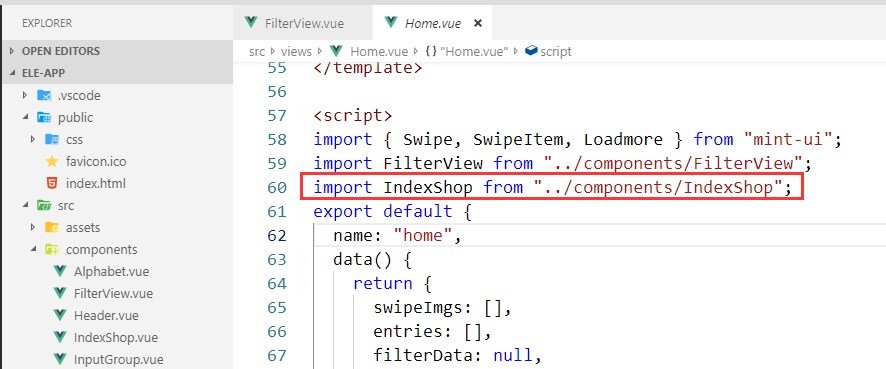 EXPLORER
OPEN EDITORS
ELE-APP
.vscode
public
css
favicon.ico
index.html
src
assets
components
Alphabet.vue
FilterView.vue
Header.vue
IndexShop.vue
InputGroup.vue
FilterView.vue Home.vue ×
src › views › Home.vue › {} "Home.vue" › script
55 </template>
56
57 <script>
58 import { Swipe, SwipeItem, Loadmore } from "mint-ui";
59 import FilterView from "../components/FilterView";
60 import IndexShop from "../components/IndexShop";
61 export default {
62 name: "home",
63 data() {
64 return {
65 swipeImgs: [],
66 entries: [],
67 filterData: null,